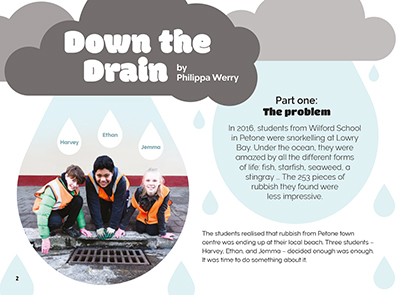 Down the
Drain by
Philippa Werry
Harvey
Ethan
Jemma
Part one:
The problem
In 2016, students from Wilford School
in Petone were snorkelling at Lowry
Bay. Under the ocean, they were
amazed by all the different forms
of life: fish, starfish, seaweed, a
stingray … The 253 pieces of
rubbish they found were
less impressive.
The students realised that rubbish from Petone town
centre was ending up at their local beach. Three students –
Harvey, Ethan, and Jemma – decided enough was enough.
It was time to do something about it.
2